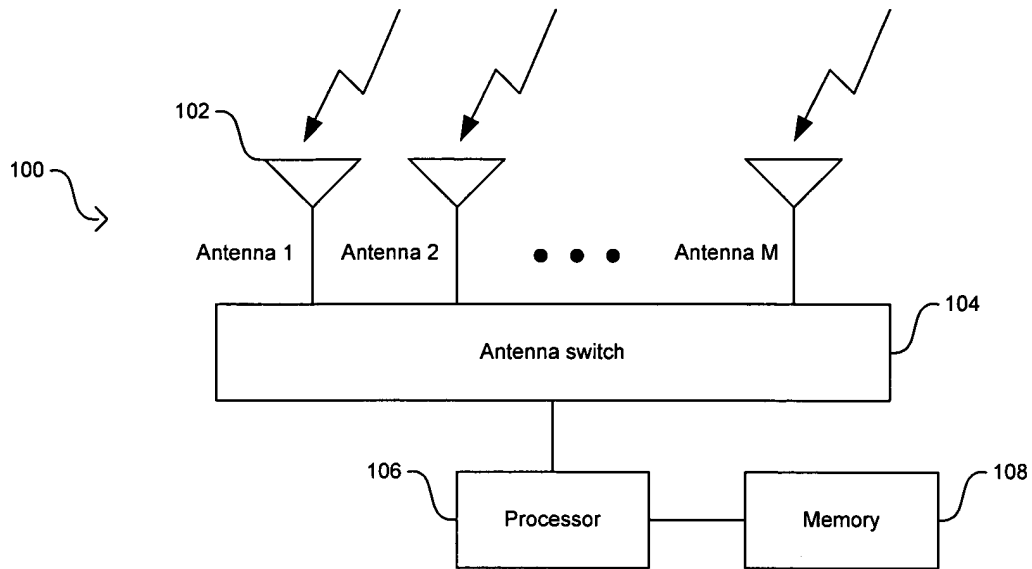 102
100
Antenna 1
Antenna 2
Antenna M
104
Antenna switch
106
108
Processor
Memory